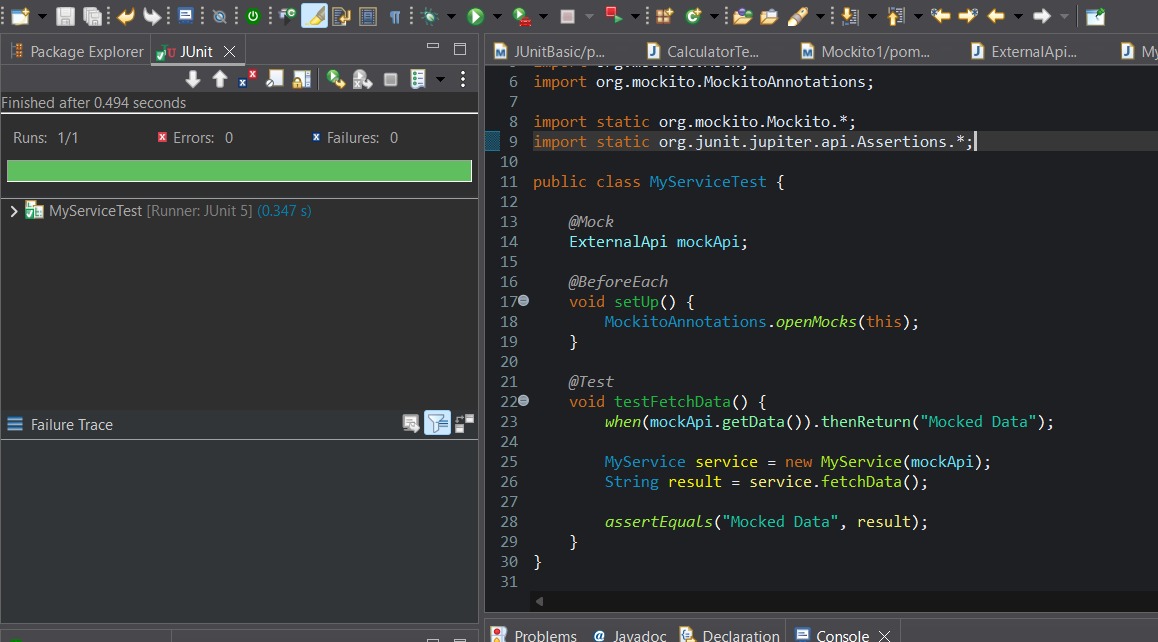 Package Explorer
JUnit
Finished after 0.494 seconds
Runs: 1/1
Errors: 0
Failures: 0
MyServiceTest [Runner: JUnit 5] (0.347 s)
Failure Trace
JUnitBasic/p...
CalculatorTe...
Mockito1/pom...
ExternalApi...
My
6 import org.mockito.MockitoAnnotations;
7
8 import static org.mockito.Mockito.*;
9 import static org.junit.jupiter.api.Assertions.*;
10
11 public class MyServiceTest {
12
13 @Mock
14 ExternalApi mockApi;
15
16 @BeforeEach
17 void setUp() {
18 MockitoAnnotations.openMocks(this);
19 }
20
21 @Test
22 void testFetchData() {
23 when(mockApi.getData()).thenReturn("Mocked Data");
24
25 MyService service = new MyService(mockApi);
26 String result = service.fetchData();
27
28 assertEquals("Mocked Data", result);
29 }
30 }
31
Problems
@ Javadoc
Declaration
Console